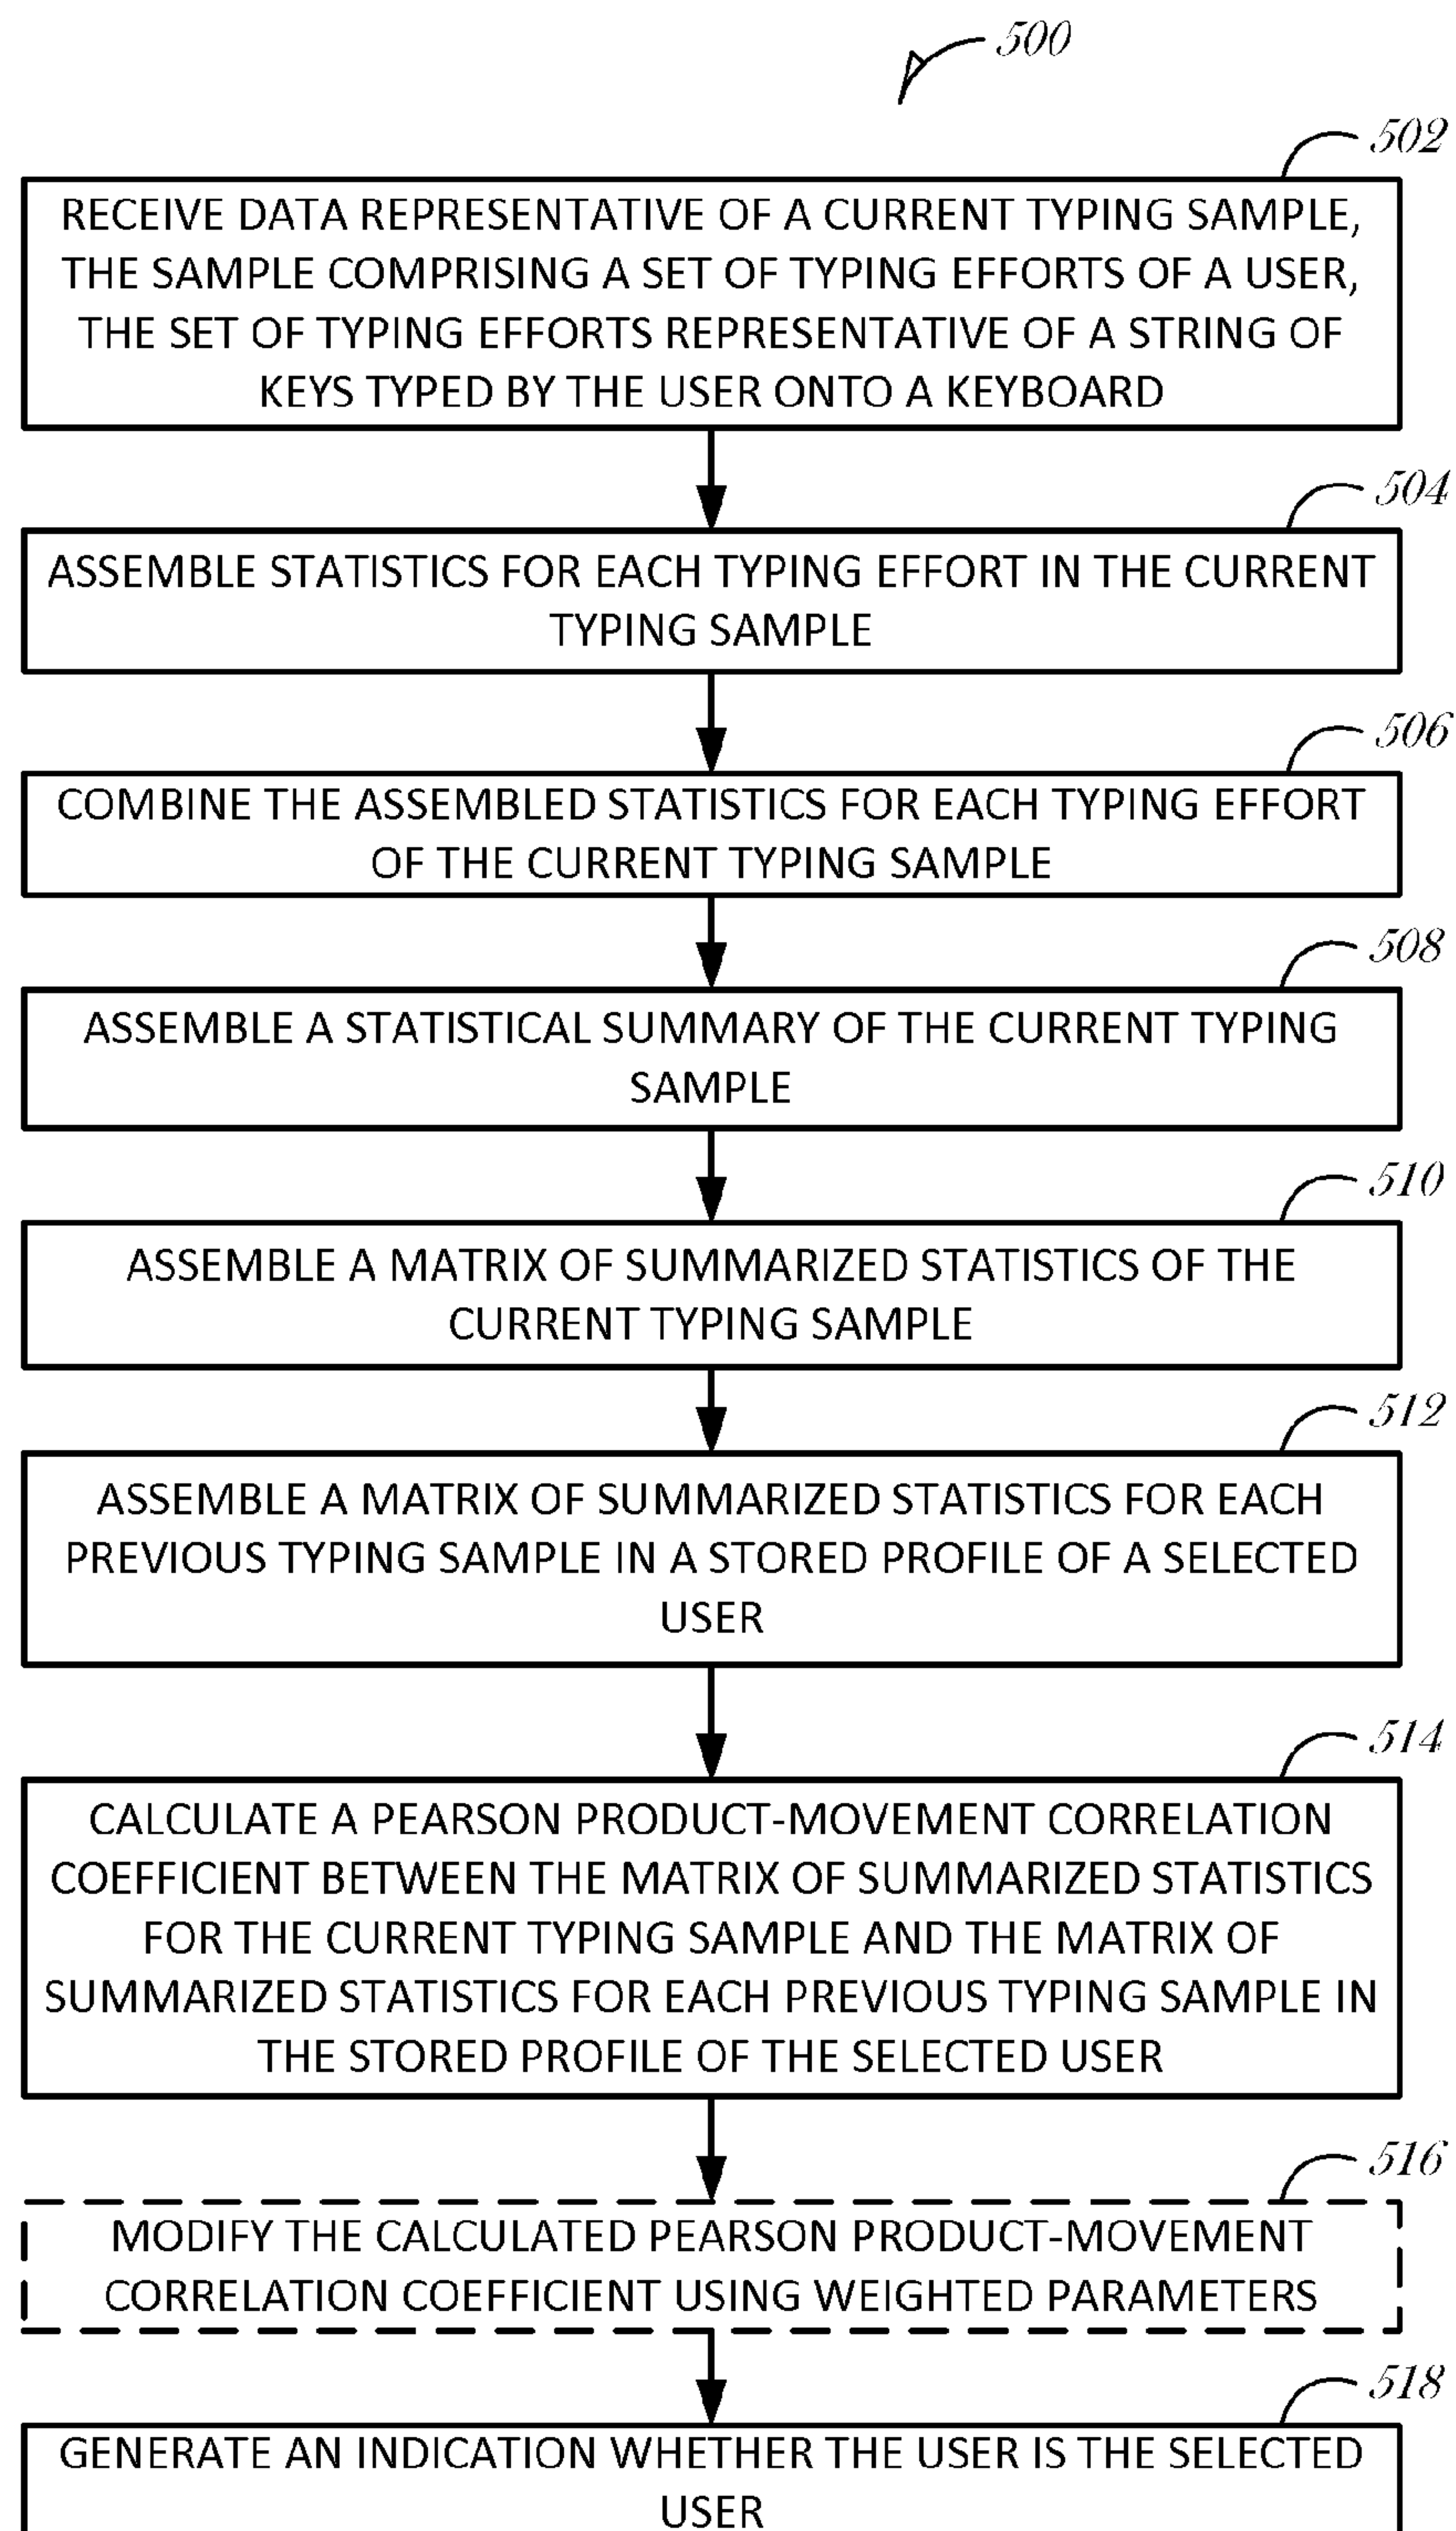 500
502
RECEIVE DATA REPRESENTATIVE OF A CURRENT TYPING SAMPLE,
THE SAMPLE COMPRISING A SET OF TYPING EFFORTS OF A USER,
THE SET OF TYPING EFFORTS REPRESENTATIVE OF A STRING OF
KEYS TYPED BY THE USER ONTO A KEYBOARD
504
ASSEMBLE STATISTICS FOR EACH TYPING EFFORT IN THE CURRENT
TYPING SAMPLE
506
COMBINE THE ASSEMBLED STATISTICS FOR EACH TYPING EFFORT
OF THE CURRENT TYPING SAMPLE
508
ASSEMBLE A STATISTICAL SUMMARY OF THE CURRENT TYPING
SAMPLE
510
ASSEMBLE A MATRIX OF SUMMARIZED STATISTICS OF THE
CURRENT TYPING SAMPLE
512
ASSEMBLE A MATRIX OF SUMMARIZED STATISTICS FOR EACH
PREVIOUS TYPING SAMPLE IN A STORED PROFILE OF A SELECTED
USER
514
CALCULATE A PEARSON PRODUCT-MOVEMENT CORRELATION
COEFFICIENT BETWEEN THE MATRIX OF SUMMARIZED STATISTICS
FOR THE CURRENT TYPING SAMPLE AND THE MATRIX OF
SUMMARIZED STATISTICS FOR EACH PREVIOUS TYPING SAMPLE IN
THE STORED PROFILE OF THE SELECTED USER
516
MODIFY THE CALCULATED PEARSON PRODUCT-MOVEMENT
CORRELATION COEFFICIENT USING WEIGHTED PARAMETERS
518
GENERATE AN INDICATION WHETHER THE USER IS THE SELECTED
USER